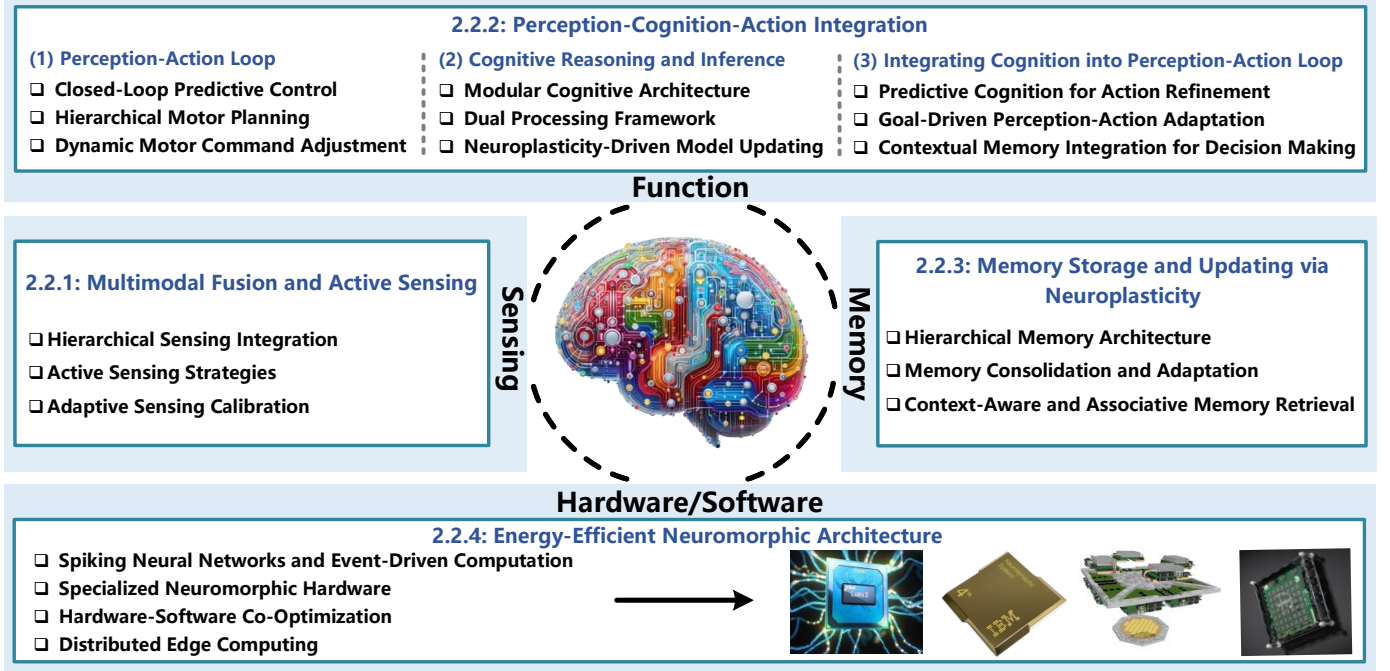 2.2.2: Perception-Cognition-Action Integration
(1) Perception-Action Loop
Closed-Loop Predictive Control
Hierarchical Motor Planning
Dynamic Motor Command Adjustment
(2) Cognitive Reasoning and Inference
Modular Cognitive Architecture
Dual Processing Framework
Neuroplasticity-Driven Model Updating
(3) Integrating Cognition into Perception-Action Loop
Predictive Cognition for Action Refinement
Goal-Driven Perception-Action Adaptation
Contextual Memory Integration for Decision Making
Function
2.2.1: Multimodal Fusion and Active Sensing
Hierarchical Sensing Integration
Active Sensing Strategies
Adaptive Sensing Calibration
Sensing
Memory
2.2.3: Memory Storage and Updating via
Neuroplasticity
Hierarchical Memory Architecture
Memory Consolidation and Adaptation
Context-Aware and Associative Memory Retrieval
Hardware/Software
2.2.4: Energy-Efficient Neuromorphic Architecture
Spiking Neural Networks and Event-Driven Computation
Specialized Neuromorphic Hardware
Hardware-Software Co-Optimization
Distributed Edge Computing
IBM